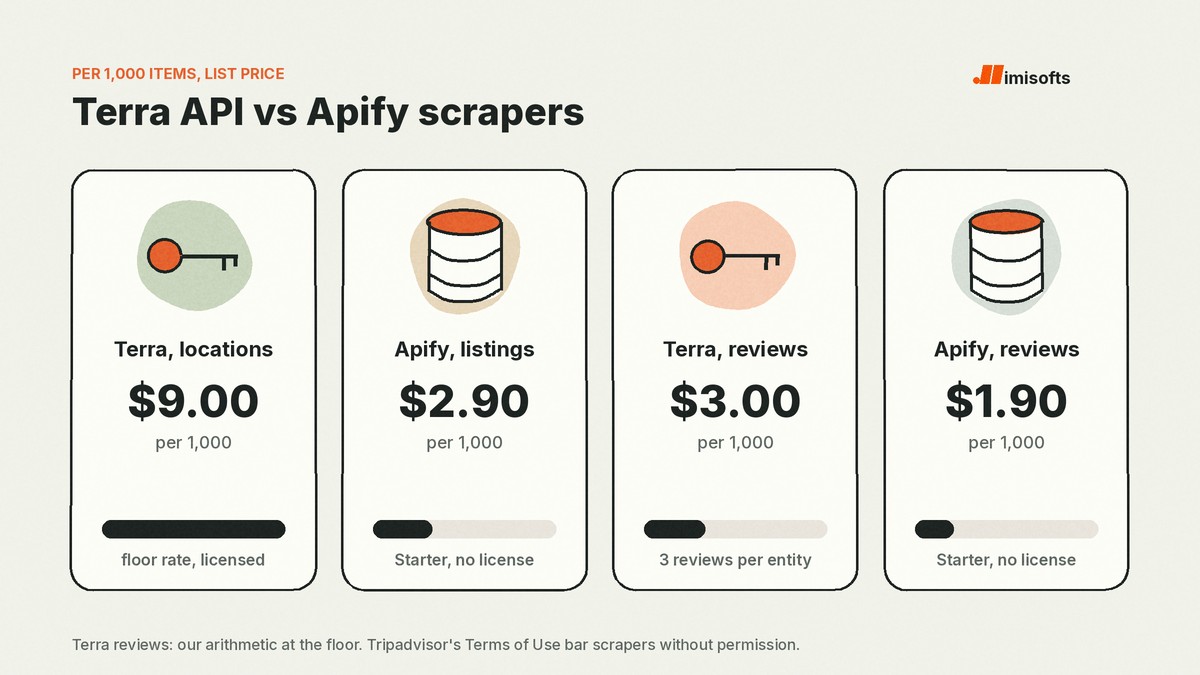 PER 1,000 ITEMS, LIST PRICE
imisofts
Terra API vs Apify scrapers
Terra, locations
$9.00
per 1,000
floor rate, licensed
Apify, listings
$2.90
per 1,000
Starter, no license
Terra, reviews
$3.00
per 1,000
3 reviews per entity
Apify, reviews
$1.90
per 1,000
Starter, no license
Terra reviews: our arithmetic at the floor. Tripadvisor's Terms of Use bar scrapers without permission.